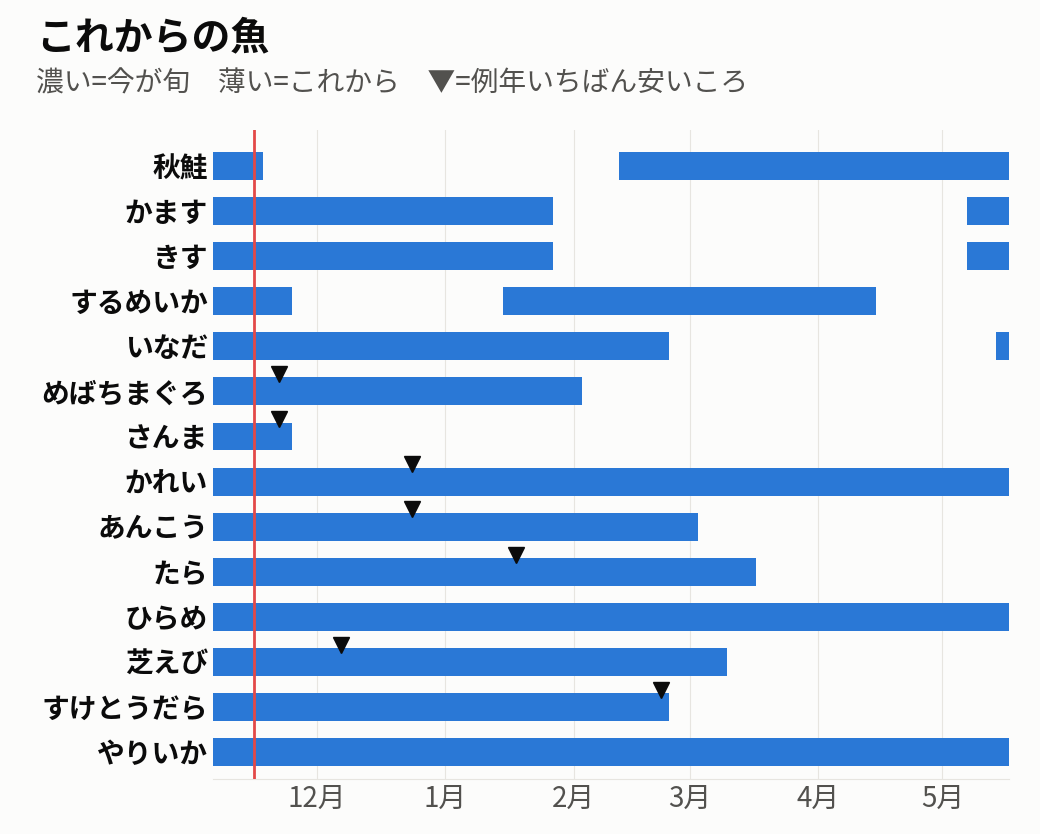 これからの魚
濃い=今が旬　薄い=これから　▼=例年いちばん安いころ
秋鮭
かます
きす
するめいか
いなだ
めばちまぐろ
さんま
かれい
あんこう
たら
ひらめ
芝えび
すけとうだら
やりいか
12月 1月 2月 3月 4月 5月